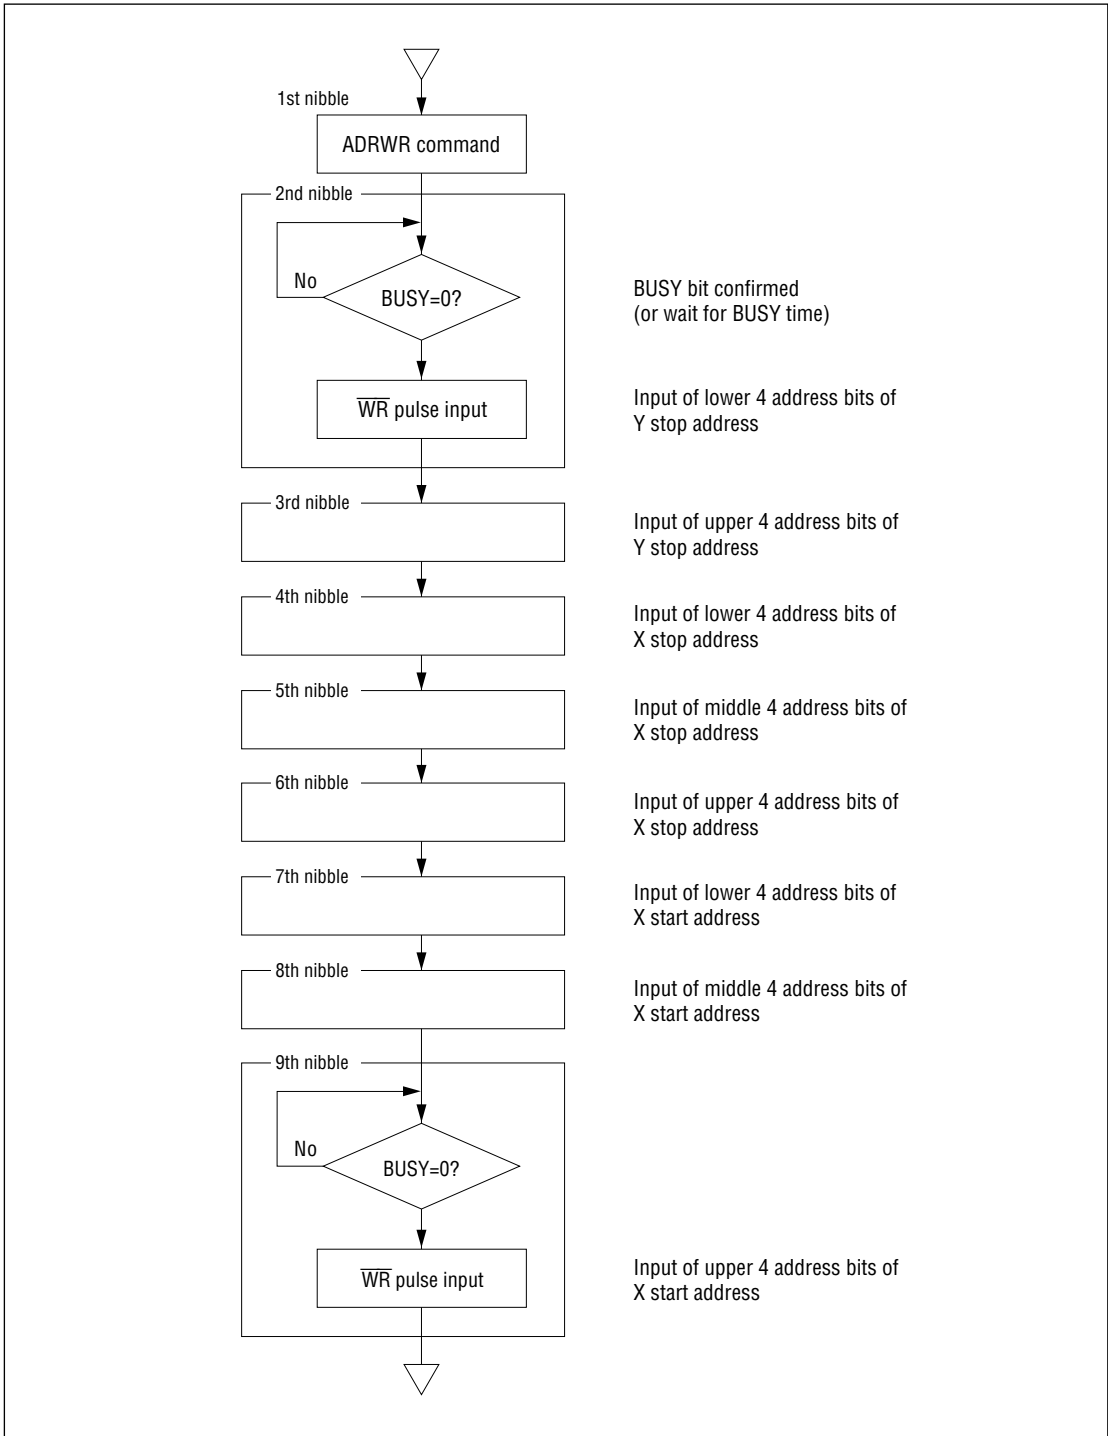 1st nibble
ADRWR command
2nd nibble
No
BUSY=0?
BUSY bit confirmed
(or wait for BUSY time)
W̅R̅ pulse input
Input of lower 4 address bits of
Y stop address
3rd nibble
Input of upper 4 address bits of
Y stop address
4th nibble
Input of lower 4 address bits of
X stop address
5th nibble
Input of middle 4 address bits of
X stop address
6th nibble
Input of upper 4 address bits of
X stop address
7th nibble
Input of lower 4 address bits of
X start address
8th nibble
Input of middle 4 address bits of
X start address
9th nibble
No
BUSY=0?
W̅R̅ pulse input
Input of upper 4 address bits of
X start address